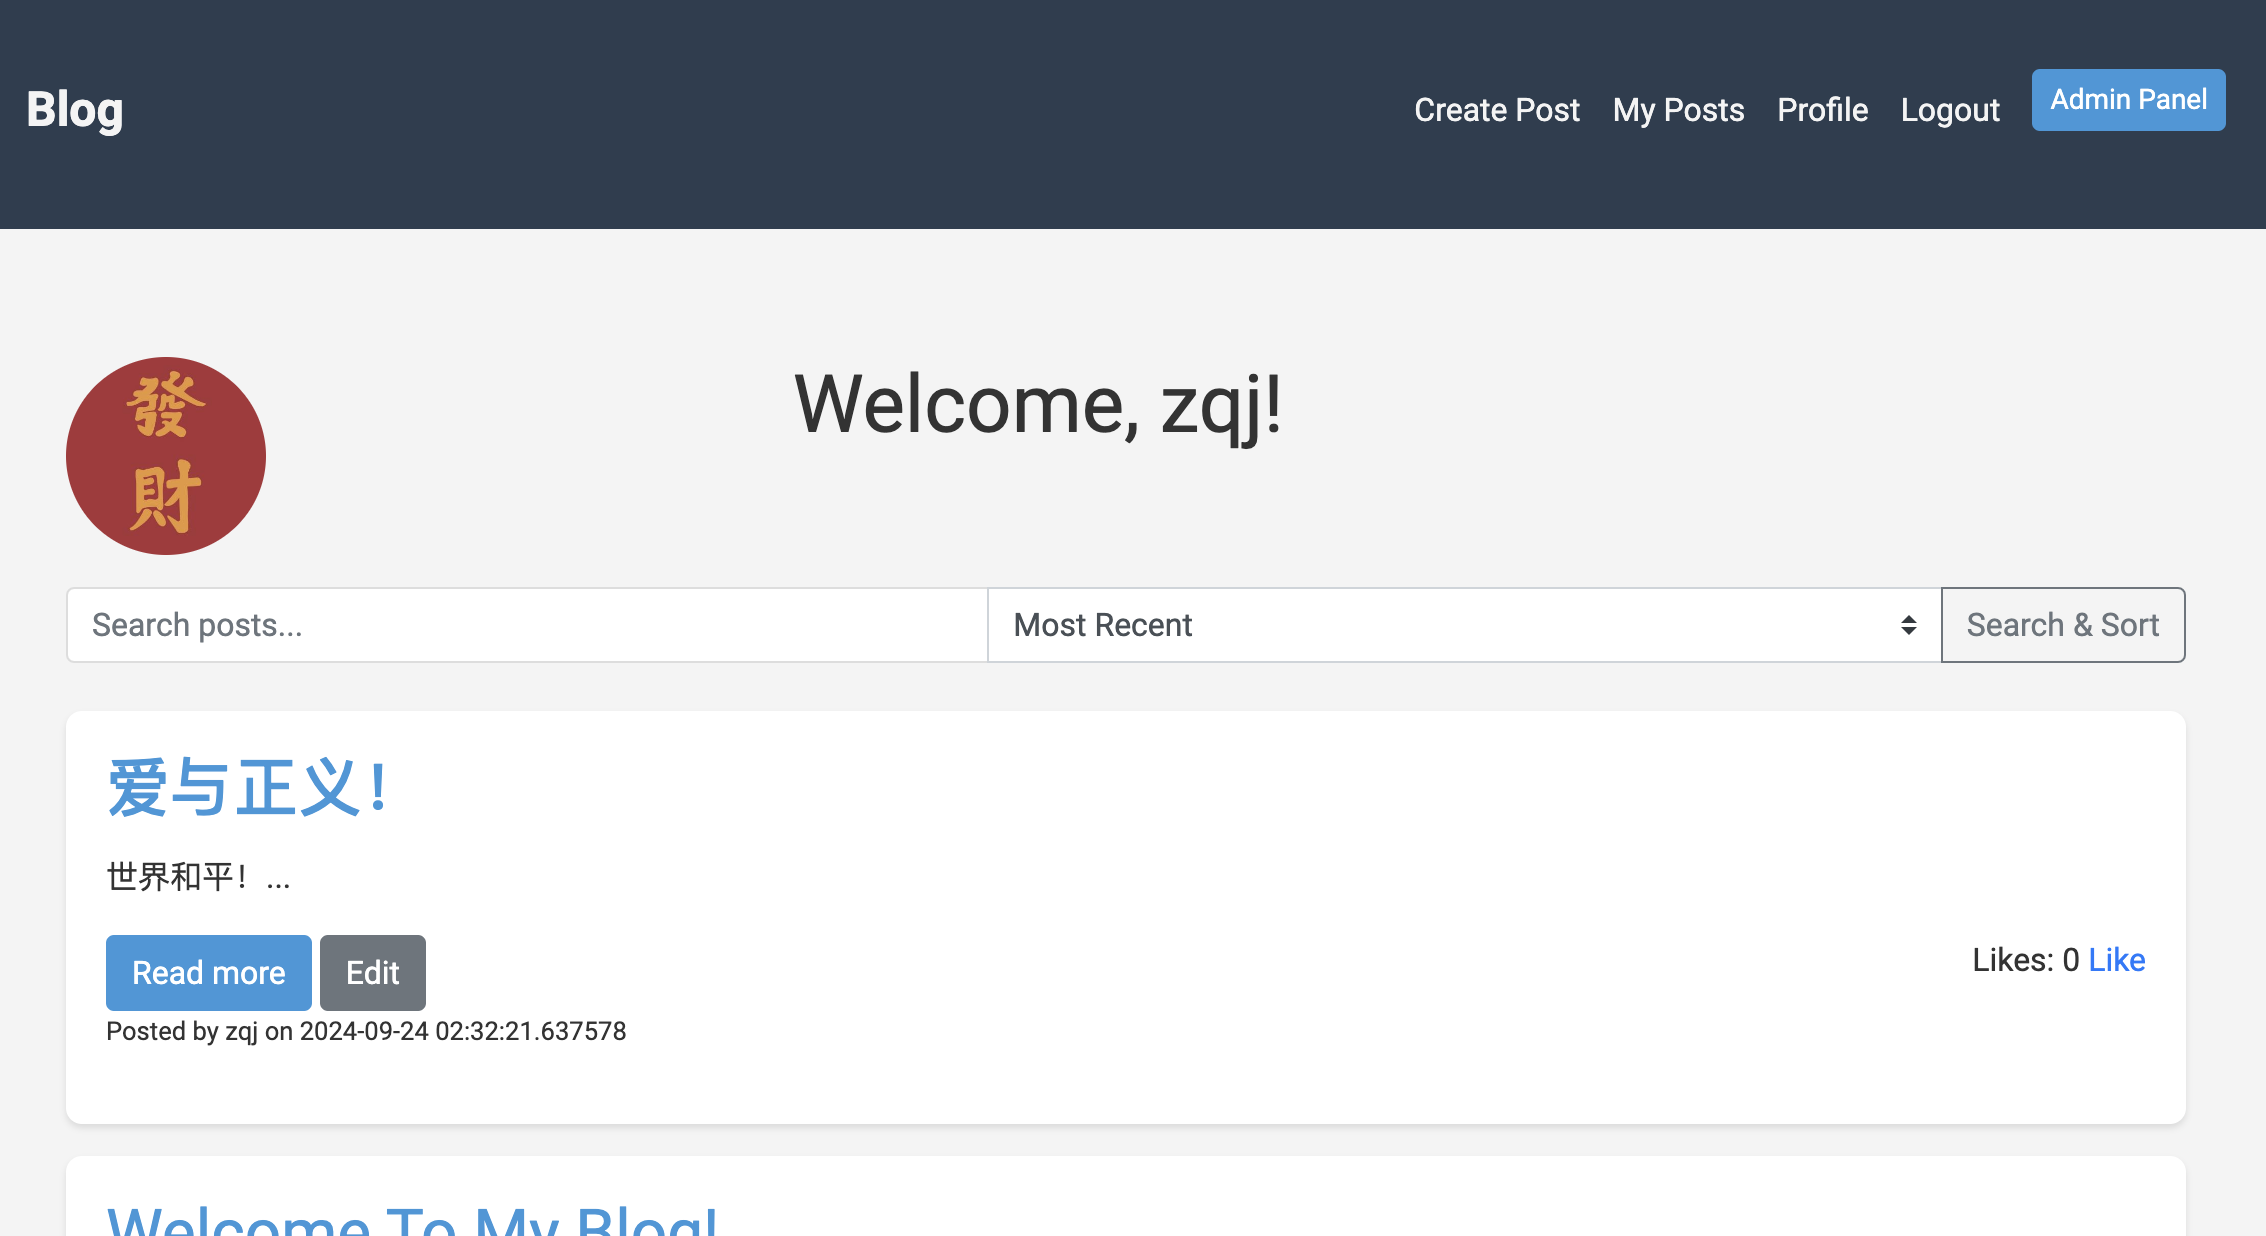 Blog
Create Post My Posts Profile Logout Admin Panel
發
財
Welcome, zqj!
Search posts... Most Recent Search & Sort
爱与正义！
世界和平！...
Read more Edit
Likes: 0 Like
Posted by zqj on 2024-09-24 02:32:21.637578
Welcome To My Blog!